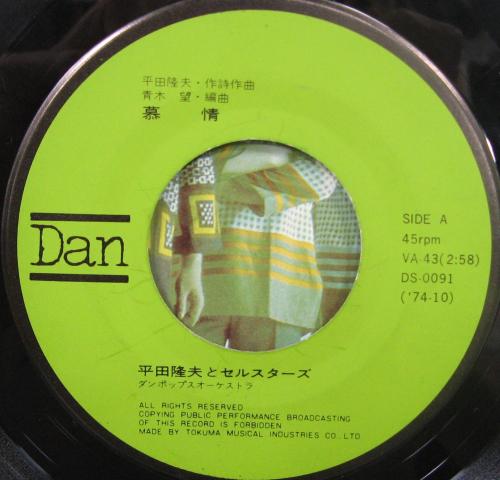 平田隆夫・作詩作曲
青木 望・編曲
慕 情
Dan
SIDE A
45rpm
VA-43(2:58)
DS-0091
('74-10)
平田隆夫とセルスターズ
ダンポップスオーケストラ
ALL RIGHTS RESERVED
COPYING PUBLIC PERFORMANCE BROADCASTING
OF THIS RECORD IS FORBIDDEN
MADE BY TOKUMA MUSICAL INDUSTRIES CO., LTD